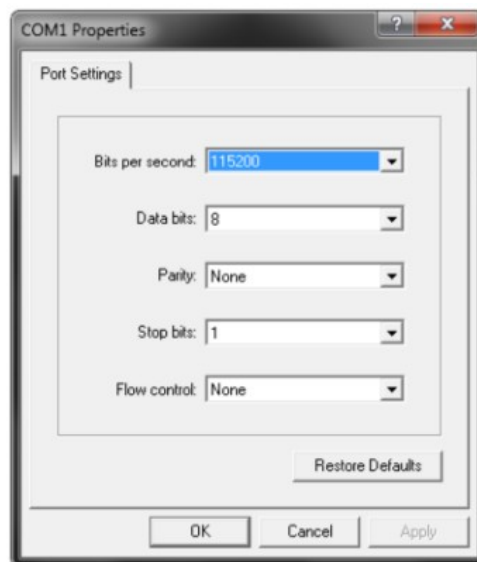 COM1 Properties
Port Settings
Bits per second: 115200
Data bits: 8
Parity: None
Stop bits: 1
Flow control: None
Restore Defaults
OK Cancel Apply